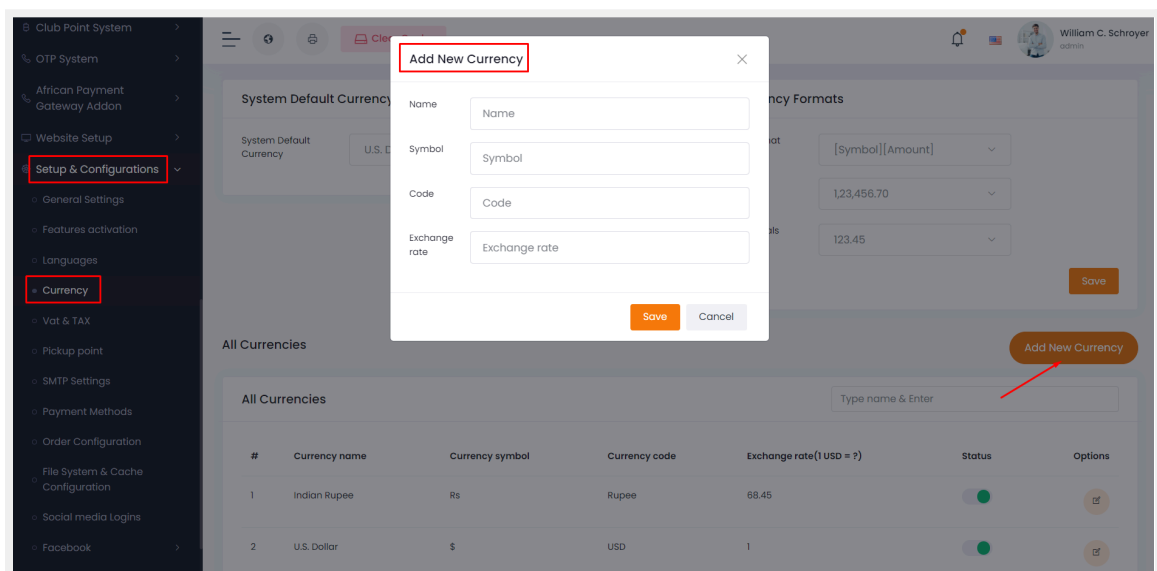 Club Point System
OTP System
African Payment
Gateway Addon
Website Setup
Setup & Configurations
General Settings
Features activation
Languages
Currency
Vat & TAX
Pickup point
SMTP Settings
Payment Methods
Order Configuration
File System & Cache
Configuration
Social media Logins
Facebook
William C. Schroyer
admin
System Default Currency
System Default
Currency
U.S.
[Symbol][Amount]
1,23,456.70
123.45
Save
Add New Currency
Name
Name
Symbol
Symbol
Code
Code
Exchange
rate
Exchange rate
Save
Cancel
All Currencies
Add New Currency
All Currencies
Type name & Enter
# Currency name Currency symbol Currency code Exchange rate(1 USD = ?) Status Options
1 Indian Rupee Rs Rupee 68.45
2 U.S. Dollar $ USD 1